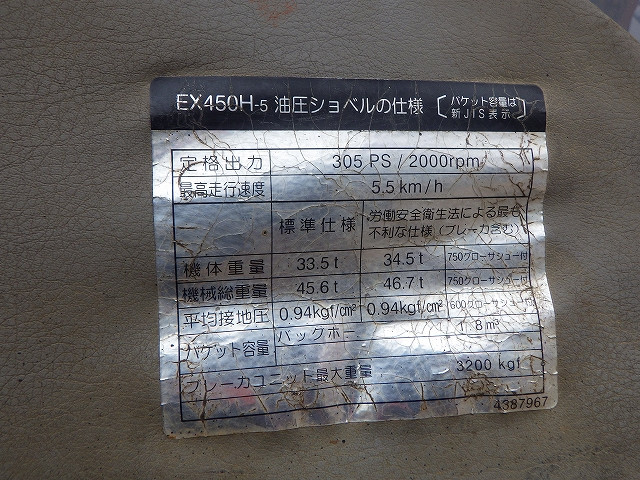 EX450H-5 油圧ショベルの仕様 〔バケット容量は
新JIS表示〕
定格出力 305 PS / 2000rpm
最高走行速度 5.5 km/h
標準仕様 労働安全衛生法による最も
不利な仕様 (ブレーカ含む)
機体重量 33.5 t 34.5 t 750グローサシュー付
機械総重量 45.6 t 46.7 t 750グローサシュー付
平均接地圧 0.94kgf/cm² 0.94kgf/cm² 600グローサシュー付
バケット容量 バックホー 1.8m³
ブレーカユニット最大重量 : 3200 kgf
4387967